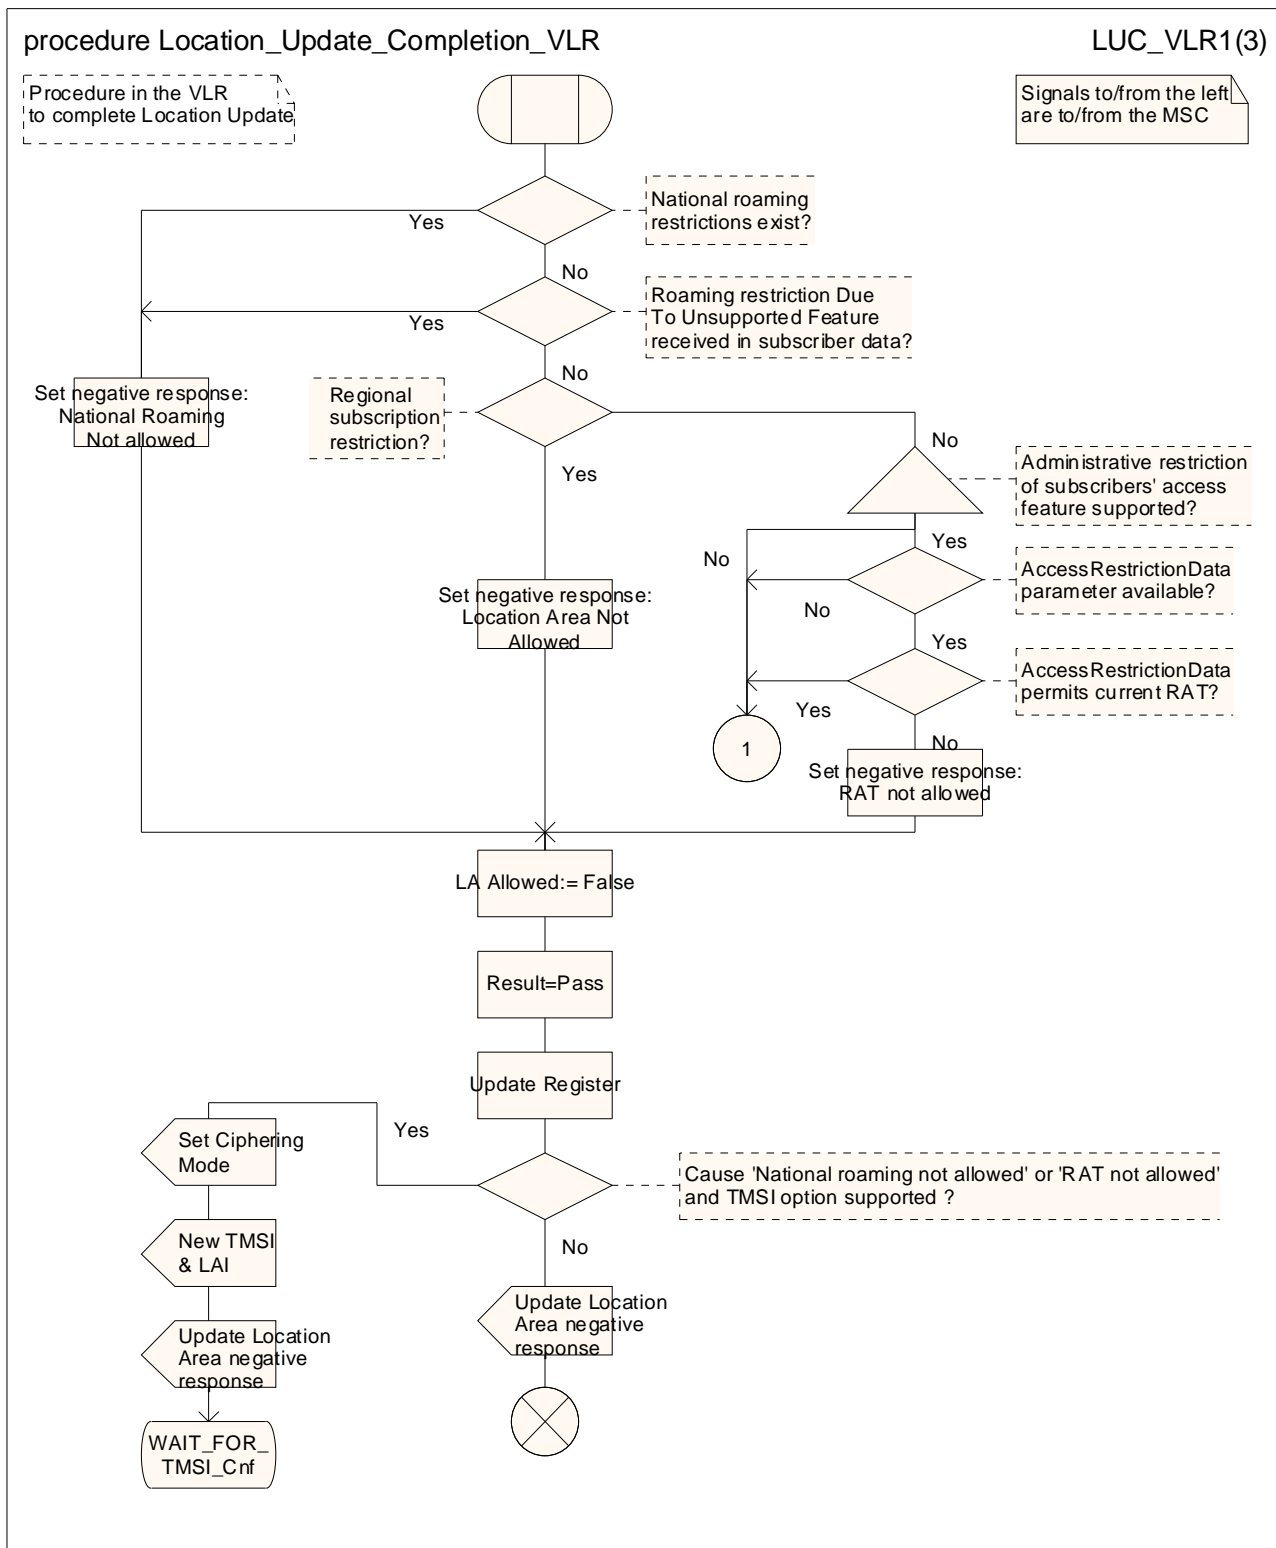 procedure Location_Update_Completion_VLR
LUC_VLR1(3)
Procedure in the VLR
to complete Location Update
Signals to/from the left
are to/from the MSC
National roaming
restrictions exist?
Yes
No
Roaming restriction Due
To Unsupported Feature
received in subscriber data?
Yes
No
Set negative response:
National Roaming
Not allowed
Regional
subscription
restriction?
No
Yes
Administrative restriction
of subscribers' access
feature supported?
Yes
No
AccessRestrictionData
parameter available?
No
Yes
Set negative response:
Location Area Not
Allowed
AccessRestrictionData
permits current RAT?
Yes
No
1
Set negative response:
RAT not allowed
LA Allowed:= False
Result=Pass
Update Register
Yes
Set Ciphering
Mode
Cause 'National roaming not allowed' or 'RAT not allowed'
and TMSI option supported ?
No
New TMSI
& LAI
Update Location
Area negative
response
Update Location
Area negative
response
WAIT_FOR_
TMSI_Cnf